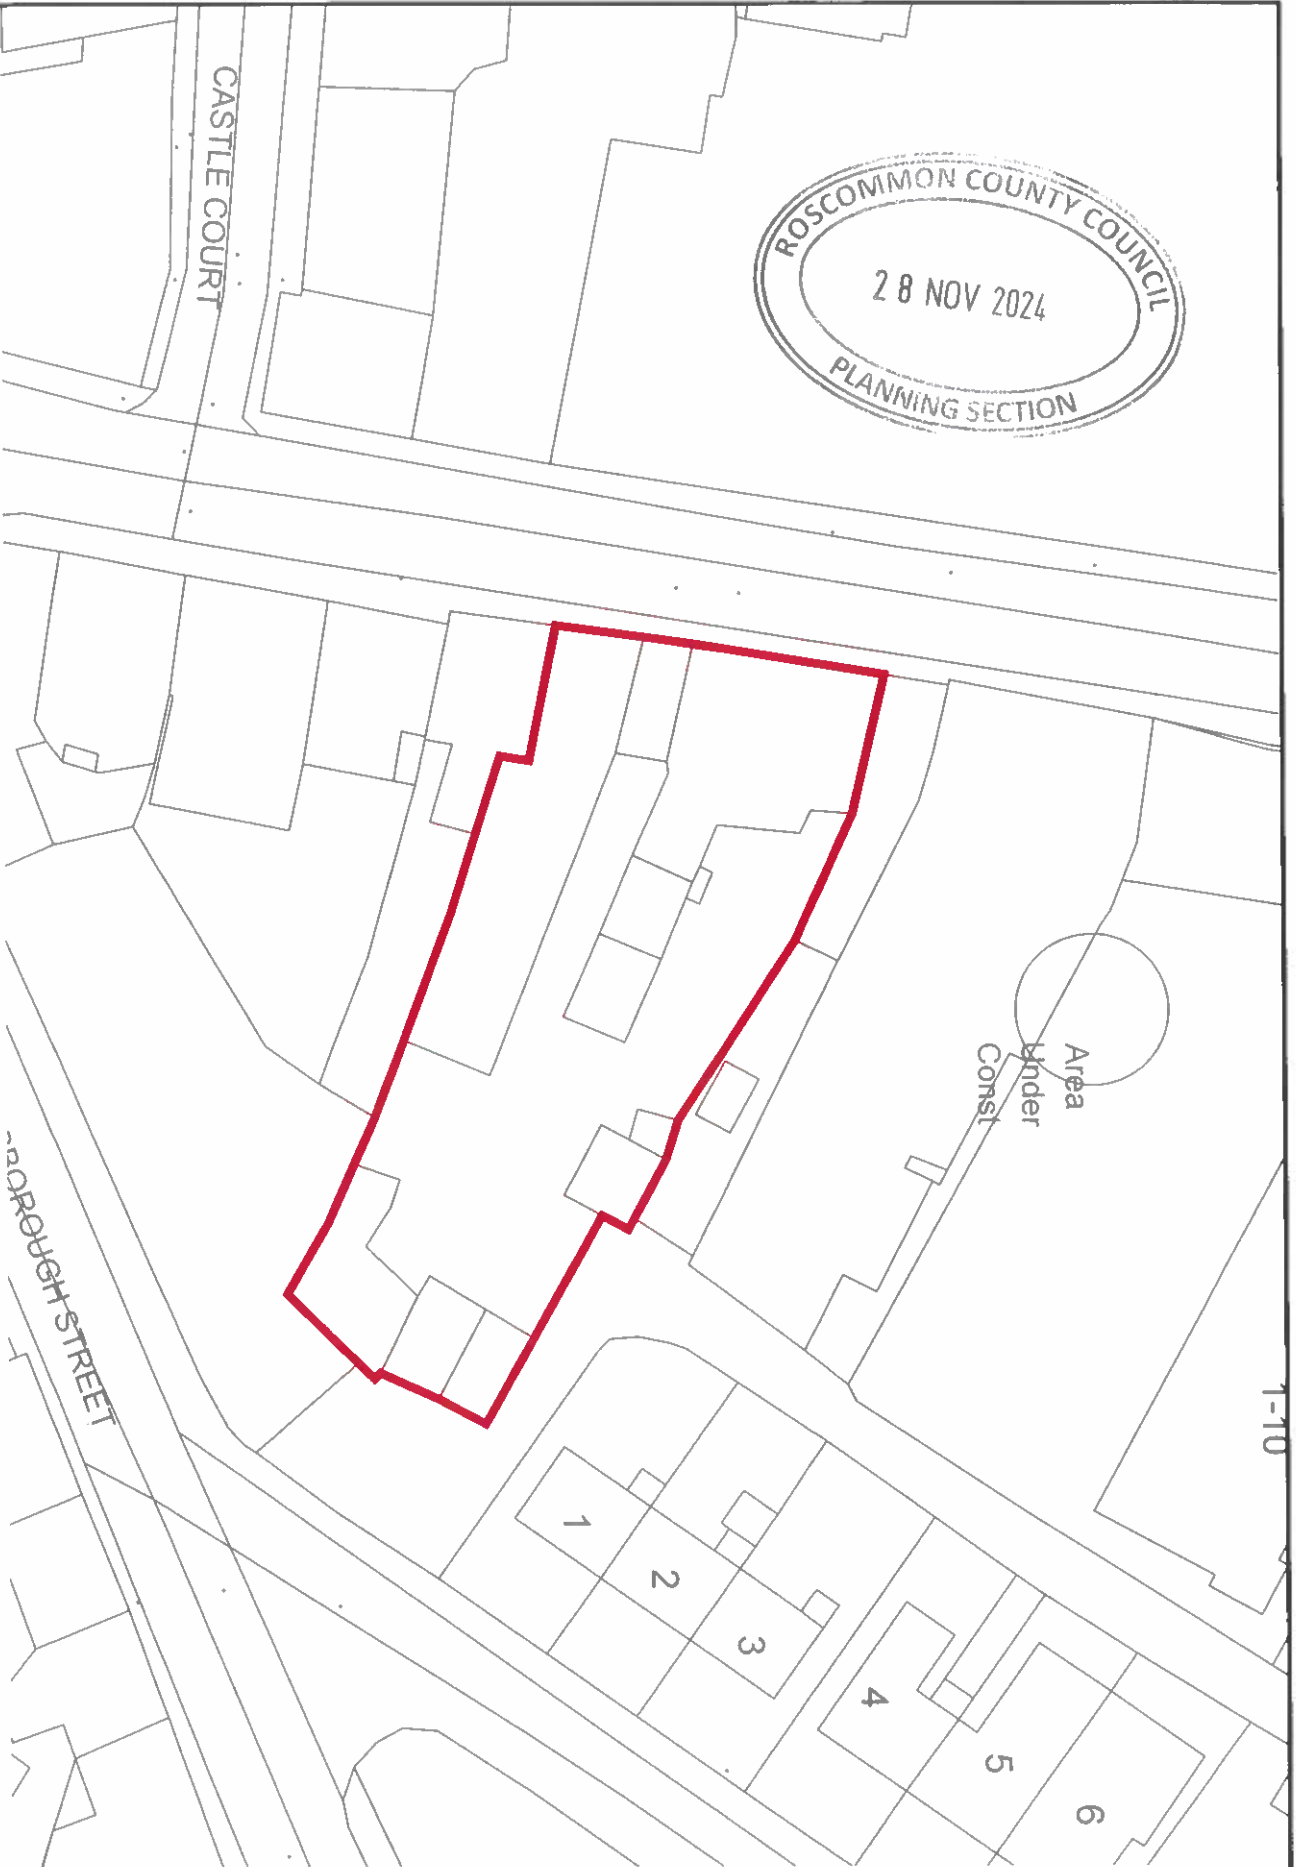 CASTLE COURT
ROSCOMMON COUNTY COUNCIL
28 NOV 2024
PLANNING SECTION
Area
Under
Const
BOROUGH STREET
1-10
1
2
3
4
5
6